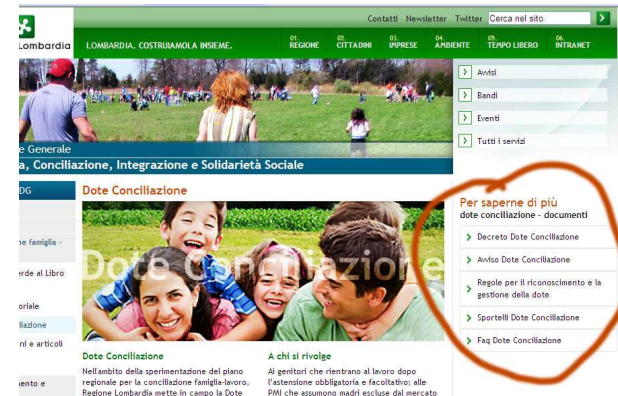 Contatti Newsletter Twitter Cerca nel sito
Lombardia
LOMBARDIA. COSTRUIAMOLA INSIEME.
01. REGIONE
02. CITTADINI
03. IMPRESE
04. AMBIENTE
05. TEMPO LIBERO
06. INTRANET
Avvisi
Bandi
Eventi
Tutti i servizi
e Generale
a, Conciliazione, Integrazione e Solidarietà Sociale
DG
Dote Conciliazione
ne famiglia -
erde al Libro
oriale
liazione
ni e articoli
mento e
Dote Conciliazione
Dote Conciliazione
Nell'ambito della sperimentazione del piano
regionale per la conciliazione famiglia-lavoro,
Regione Lombardia mette in campo la Dote
A chi si rivolge
Ai genitori che rientrano al lavoro dopo
l'astensione obbligatoria e facoltativo; alle
PMI che assumono madri escluse dal mercato
Per saperne di più
dote conciliazione - documenti
Decreto Dote Conciliazione
Avviso Dote Conciliazione
Regole per il riconoscimento e la
gestione della dote
Sportelli Dote Conciliazione
Faq Dote Conciliazione